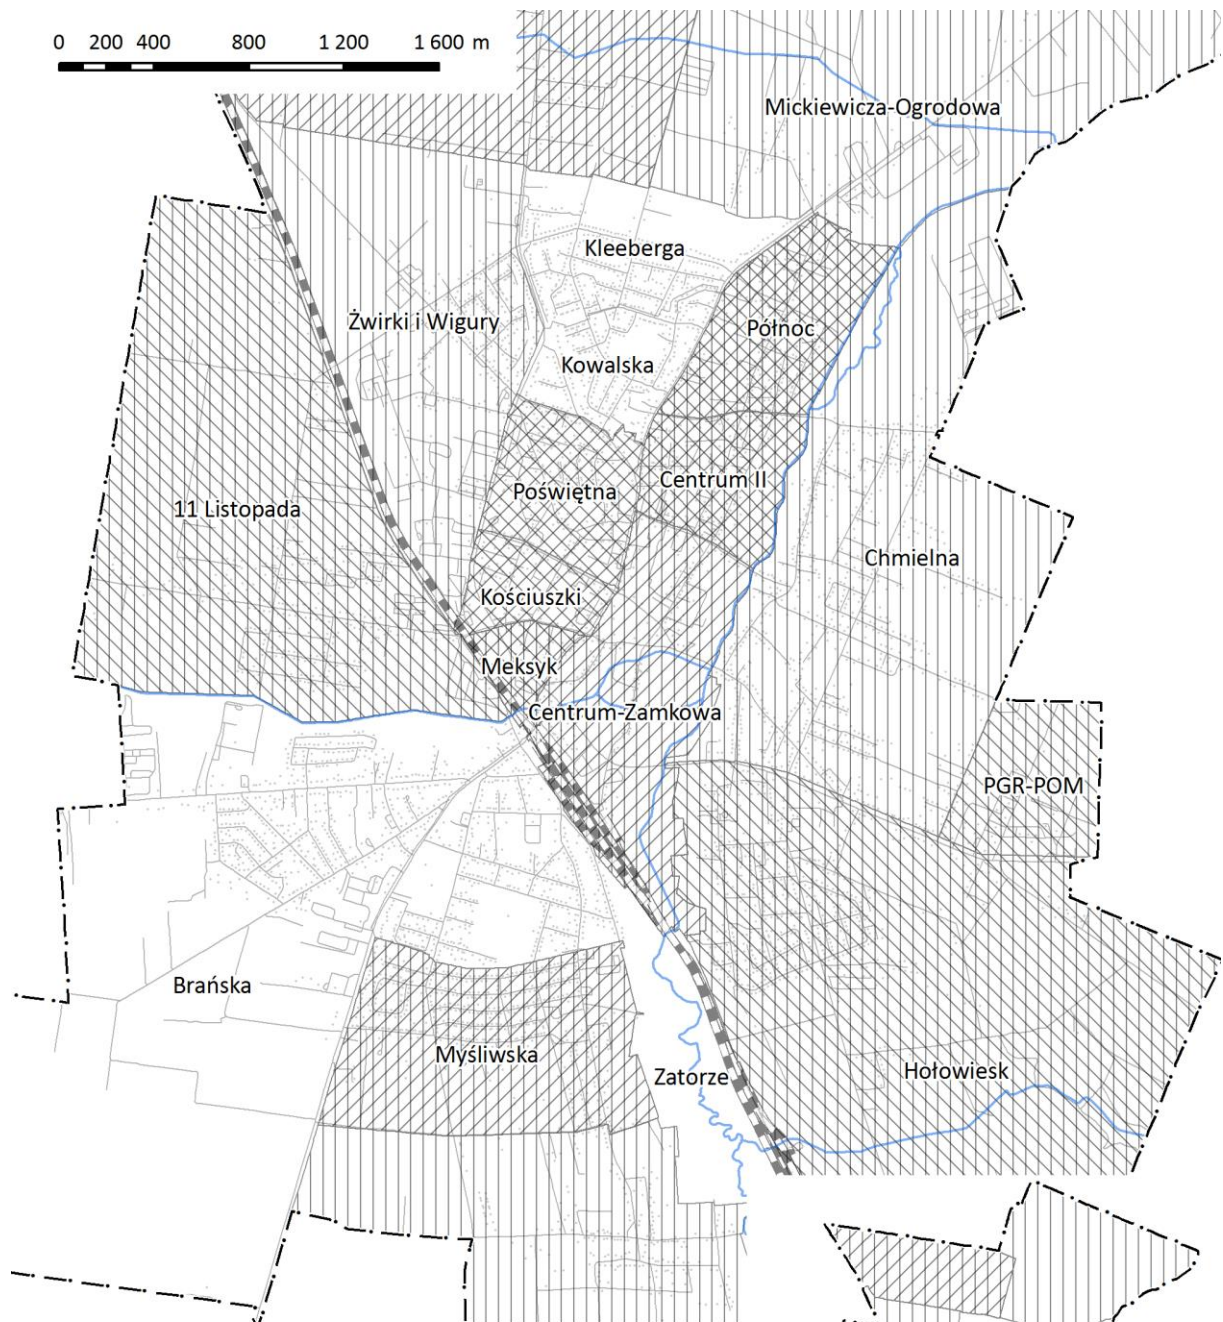 0 200 400 800 1 200 1 600 m
Mickiewicza-Ogrodowa
Kleeberga
Żwirki i Wigury
Północ
Kowalska
Centrum II
Poświętna
11 Listopada
Chmielna
Kościuszki
Meksyk
Centrum-Zamkowa
PGR-POM
Brańska
Myśliwska
Zatorze
Hołowiesk